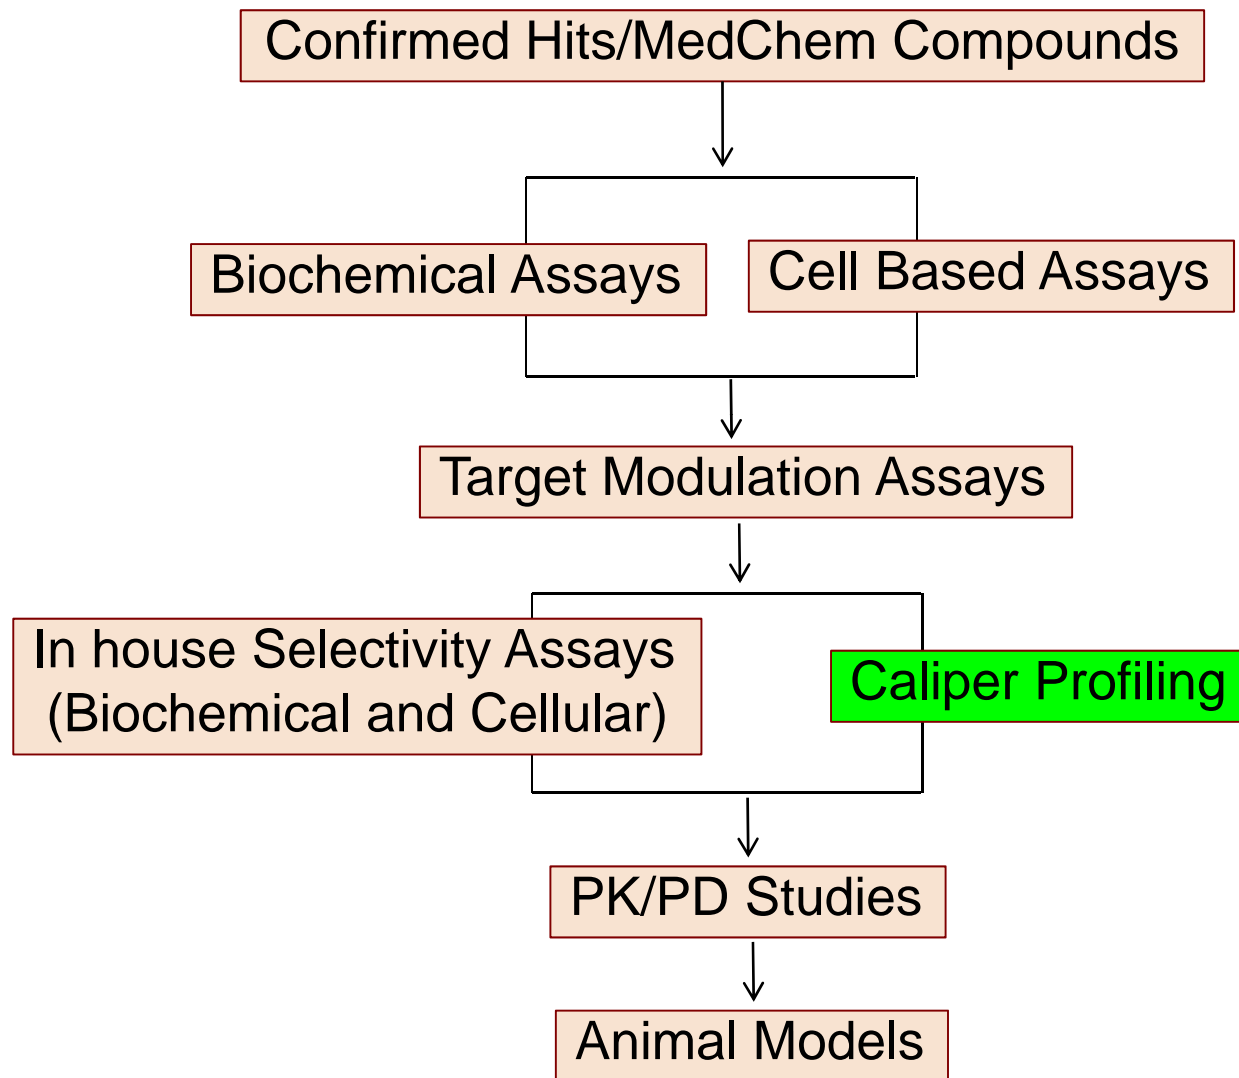 Confirmed Hits/MedChem Compounds
Biochemical Assays
Cell Based Assays
Target Modulation Assays
In house Selectivity Assays
(Biochemical and Cellular)
Caliper Profiling
PK/PD Studies
Animal Models